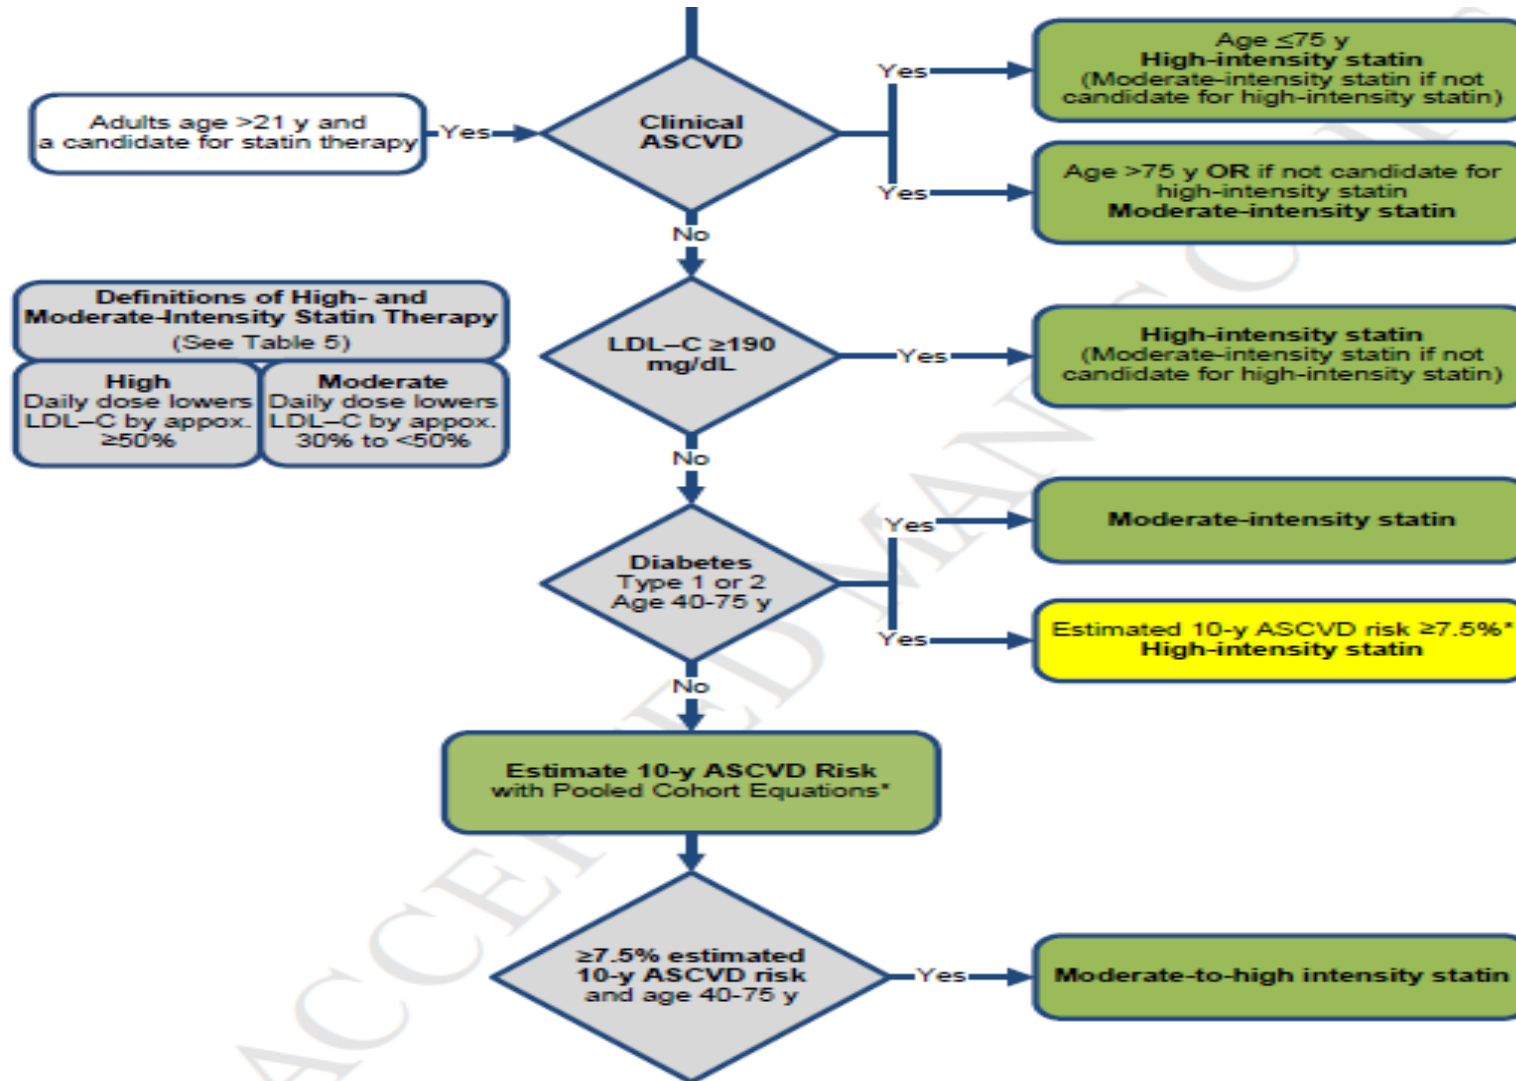 Adults age >21 y and
a candidate for statin therapy
Yes
Clinical
ASCVD
Yes
Age ≤75 y
High-intensity statin
(Moderate-intensity statin if not
candidate for high-intensity statin)
Yes
Age >75 y OR if not candidate for
high-intensity statin
Moderate-intensity statin
No
Definitions of High- and
Moderate-Intensity Statin Therapy
(See Table 5)
High
Daily dose lowers
LDL–C by appox.
≥50%
Moderate
Daily dose lowers
LDL–C by appox.
30% to <50%
LDL–C ≥190
mg/dL
Yes
High-intensity statin
(Moderate-intensity statin if not
candidate for high-intensity statin)
No
Diabetes
Type 1 or 2
Age 40-75 y
Yes
Moderate-intensity statin
Yes
Estimated 10-y ASCVD risk ≥7.5%*
High-intensity statin
No
Estimate 10-y ASCVD Risk
with Pooled Cohort Equations*
≥7.5% estimated
10-y ASCVD risk
and age 40-75 y
Yes
Moderate-to-high intensity statin